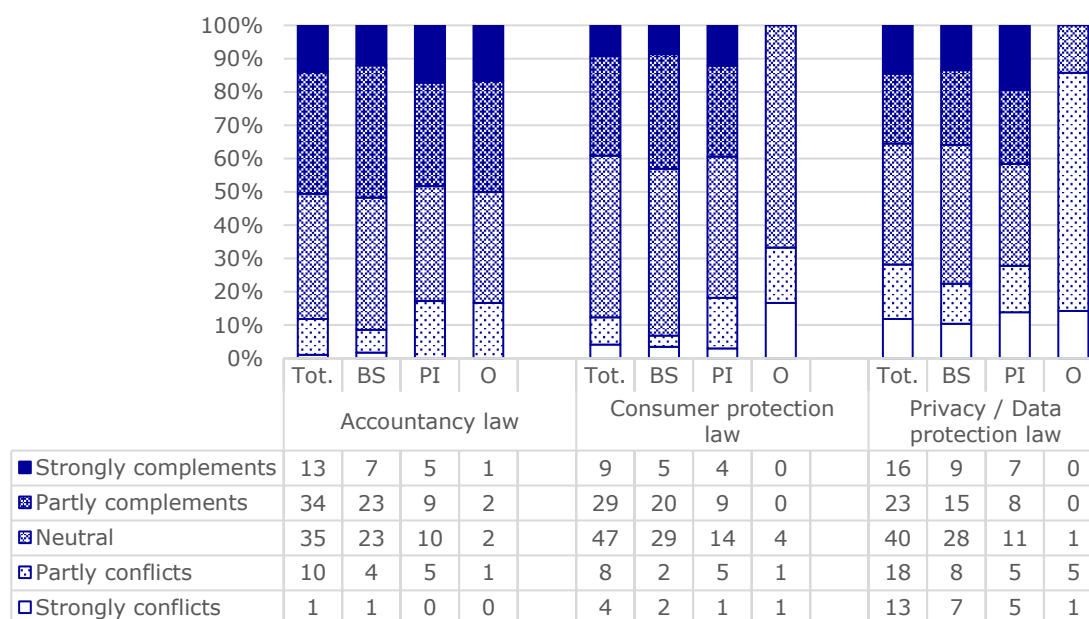 100%
90%
80%
70%
60%
50%
40%
30%
20%
10%
0%
Tot. BS PI O Tot. BS PI O Tot. BS PI O
Accountancy law
Consumer protection
law
Privacy / Data
protection law
Strongly complements 13 7 5 1 9 5 4 0 16 9 7 0
Partly complements 34 23 9 2 29 20 9 0 23 15 8 0
Neutral 35 23 10 2 47 29 14 4 40 28 11 1
Partly conflicts 10 4 5 1 8 2 5 1 18 8 5 5
Strongly conflicts 1 1 0 0 4 2 1 1 13 7 5 1